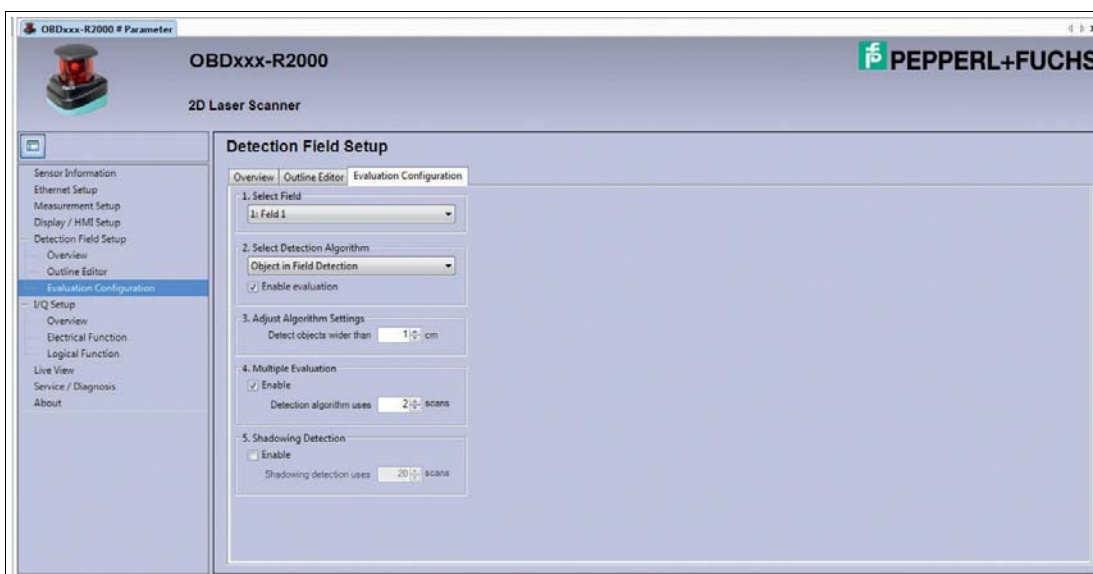 OBDxxx-R2000 # Parameter
OBDxxx-R2000
PEPPERL+FUCHS
2D Laser Scanner
Sensor Information
Ethernet Setup
Measurement Setup
Display / HMI Setup
Detection Field Setup
Overview
Outline Editor
Evaluation Configuration
I/Q Setup
Overview
Electrical Function
Logical Function
Live View
Service / Diagnosis
About
Detection Field Setup
Overview Outline Editor Evaluation Configuration
1. Select Field
1: Feld 1
2. Select Detection Algorithm
Object in Field Detection
Enable evaluation
3. Adjust Algorithm Settings
Detect objects wider than 1 cm
4. Multiple Evaluation
Enable
Detection algorithm uses 2 scans
5. Shadowing Detection
Enable
Shadowing detection uses 20 scans